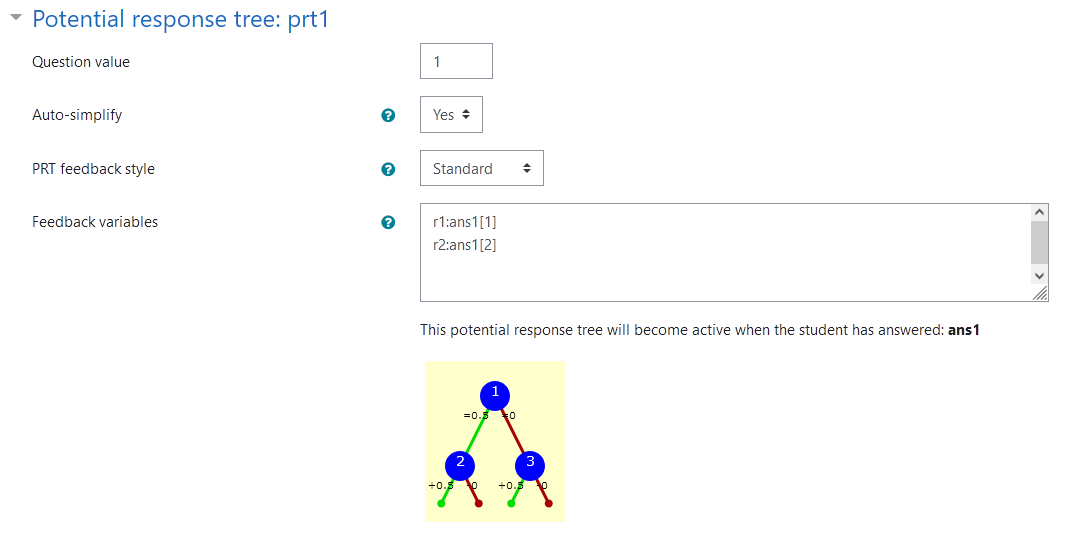 Potential response tree: prt1
Question value
1
Auto-simplify
Yes
PRT feedback style
Standard
Feedback variables
r1:ans1[1]
r2:ans1[2]
This potential response tree will become active when the student has answered: ans1
1
=0.5 =0
2 3
+0.5 -0 +0.5 -0